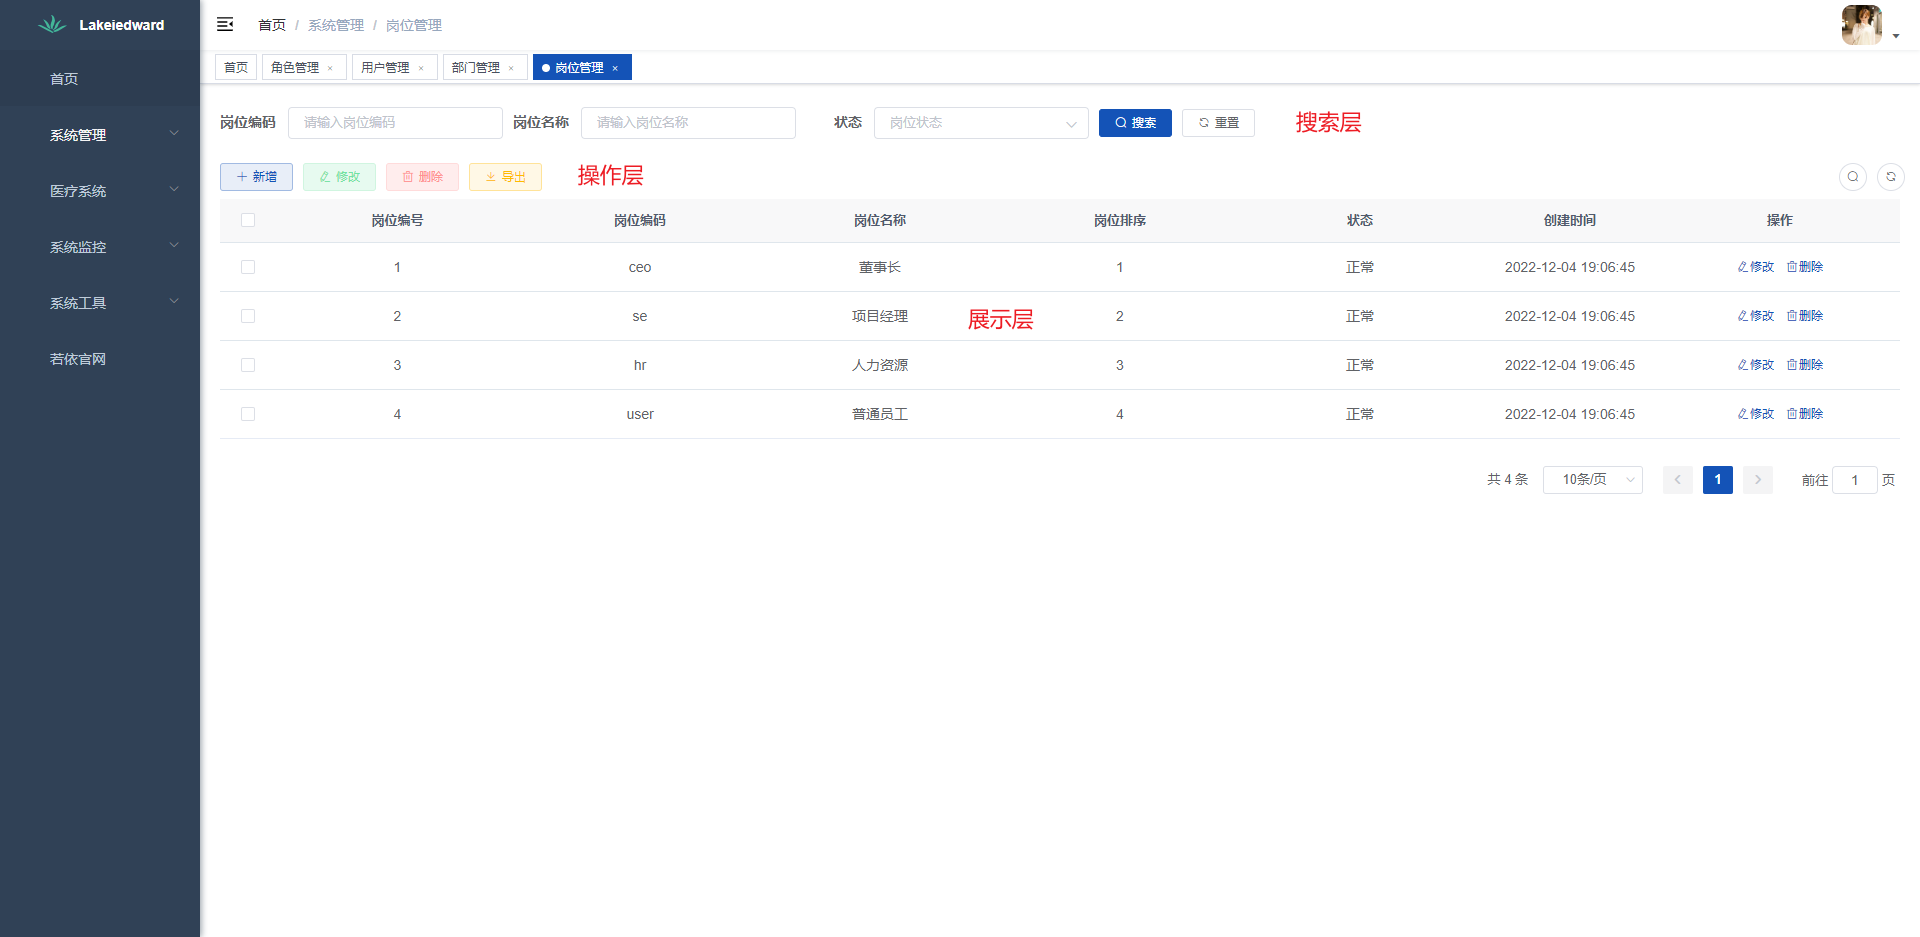 Lakeiedward
首页
系统管理
医疗系统
系统监控
系统工具
若依官网
首页 / 系统管理 / 岗位管理
首页 角色管理 × 用户管理 × 部门管理 × 岗位管理 ×
岗位编码 请输入岗位编码 岗位名称 请输入岗位名称 状态 岗位状态 搜索 重置 搜索层
新增 修改 删除 导出 操作层
岗位编号 岗位编码 岗位名称 岗位排序 状态 创建时间 操作
1 ceo 董事长 1 正常 2022-12-04 19:06:45 修改 删除
2 se 项目经理 2 正常 2022-12-04 19:06:45 修改 删除
展示层
3 hr 人力资源 3 正常 2022-12-04 19:06:45 修改 删除
4 user 普通员工 4 正常 2022-12-04 19:06:45 修改 删除
共 4 条 10条/页 1 前往 1 页